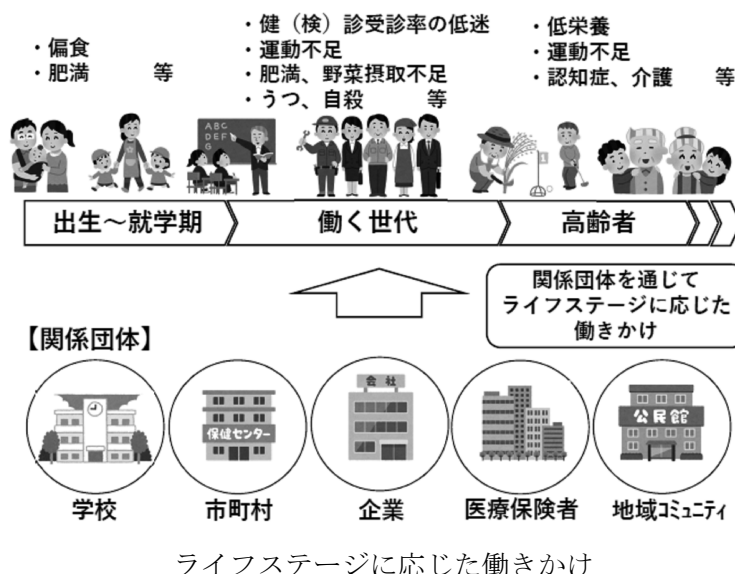 ・偏食
・肥満　　　等
・健（検）診受診率の低迷
・運動不足
・肥満、野菜摂取不足
・うつ、自殺　　　等
・低栄養
・運動不足
・認知症、介護　　等
ABC
DEF
G
1
出生～就学期
働く世代
高齢者
関係団体を通じて
ライフステージに応じた
働きかけ
【関係団体】
保健センター
会社
公民館
学校
市町村
企業
医療保険者
地域コミュニティ
ライフステージに応じた働きかけ